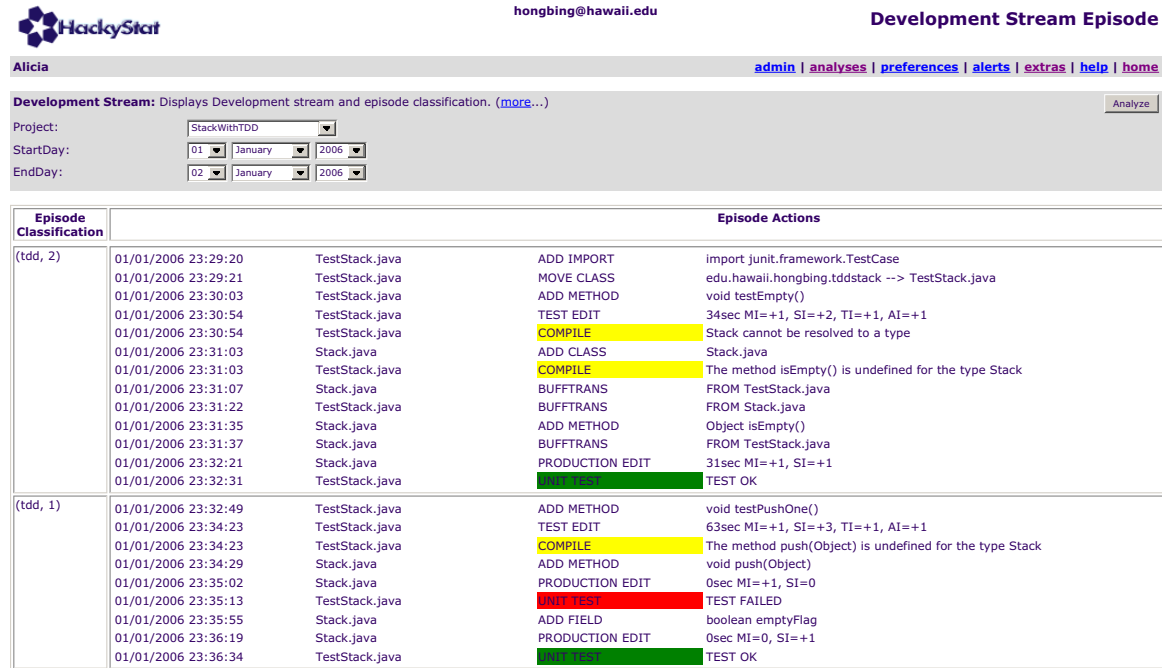 HackyStat
hongbing@hawaii.edu
Development Stream Episode
Alicia
admin | analyses | preferences | alerts | extras | help | home
Development Stream: Displays Development stream and episode classification. (more...)
Analyze
Project: StackWithTDD
StartDay: 01 January 2006
EndDay: 02 January 2006
Episode Classification Episode Actions
(tdd, 2) 01/01/2006 23:29:20 TestStack.java ADD IMPORT import junit.framework.TestCase
01/01/2006 23:29:21 TestStack.java MOVE CLASS edu.hawaii.hongbing.tddstack --> TestStack.java
01/01/2006 23:30:03 TestStack.java ADD METHOD void testEmpty()
01/01/2006 23:30:54 TestStack.java TEST EDIT 34sec MI=+1, SI=+2, TI=+1, AI=+1
01/01/2006 23:30:54 TestStack.java COMPILE Stack cannot be resolved to a type
01/01/2006 23:31:03 Stack.java ADD CLASS Stack.java
01/01/2006 23:31:03 TestStack.java COMPILE The method isEmpty() is undefined for the type Stack
01/01/2006 23:31:07 Stack.java BUFFTRANS FROM TestStack.java
01/01/2006 23:31:22 TestStack.java BUFFTRANS FROM Stack.java
01/01/2006 23:31:35 Stack.java ADD METHOD Object isEmpty()
01/01/2006 23:31:37 Stack.java BUFFTRANS FROM TestStack.java
01/01/2006 23:32:21 Stack.java PRODUCTION EDIT 31sec MI=+1, SI=+1
01/01/2006 23:32:31 TestStack.java UNIT TEST TEST OK
(tdd, 1) 01/01/2006 23:32:49 TestStack.java ADD METHOD void testPushOne()
01/01/2006 23:34:23 TestStack.java TEST EDIT 63sec MI=+1, SI=+3, TI=+1, AI=+1
01/01/2006 23:34:23 TestStack.java COMPILE The method push(Object) is undefined for the type Stack
01/01/2006 23:34:29 Stack.java ADD METHOD void push(Object)
01/01/2006 23:35:02 Stack.java PRODUCTION EDIT 0sec MI=+1, SI=0
01/01/2006 23:35:13 TestStack.java UNIT TEST TEST FAILED
01/01/2006 23:35:55 Stack.java ADD FIELD boolean emptyFlag
01/01/2006 23:36:19 Stack.java PRODUCTION EDIT 0sec MI=0, SI=+1
01/01/2006 23:36:34 TestStack.java UNIT TEST TEST OK